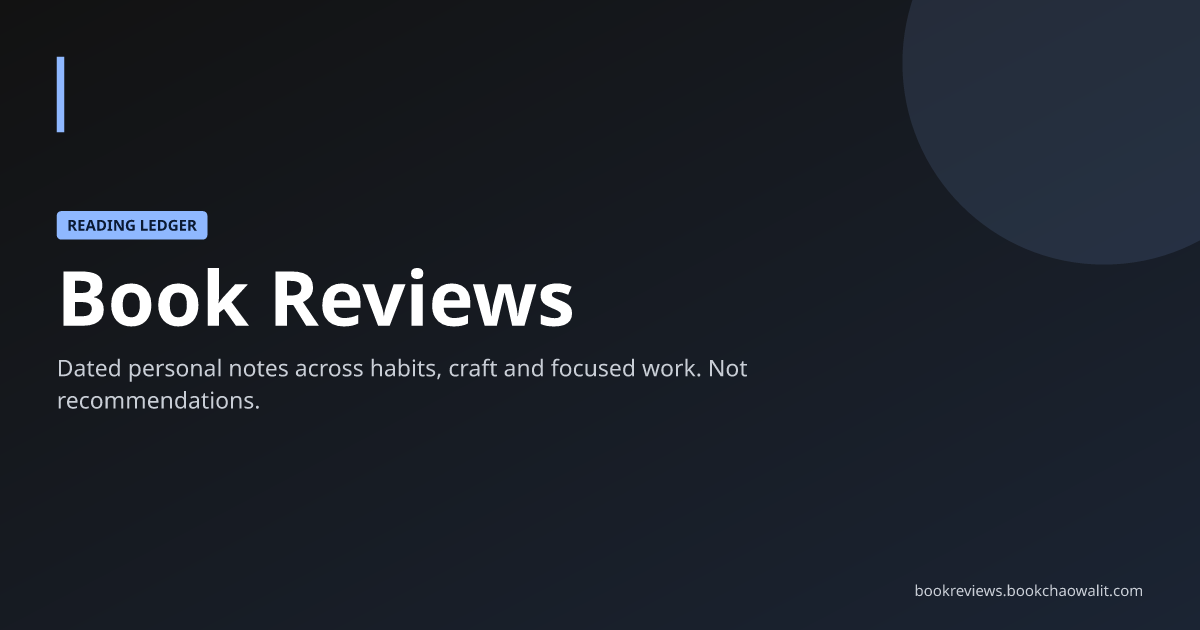 READING LEDGER
Book Reviews
Dated personal notes across habits, craft and focused work. Not
recommendations.
bookreviews.bookchaowalit.com